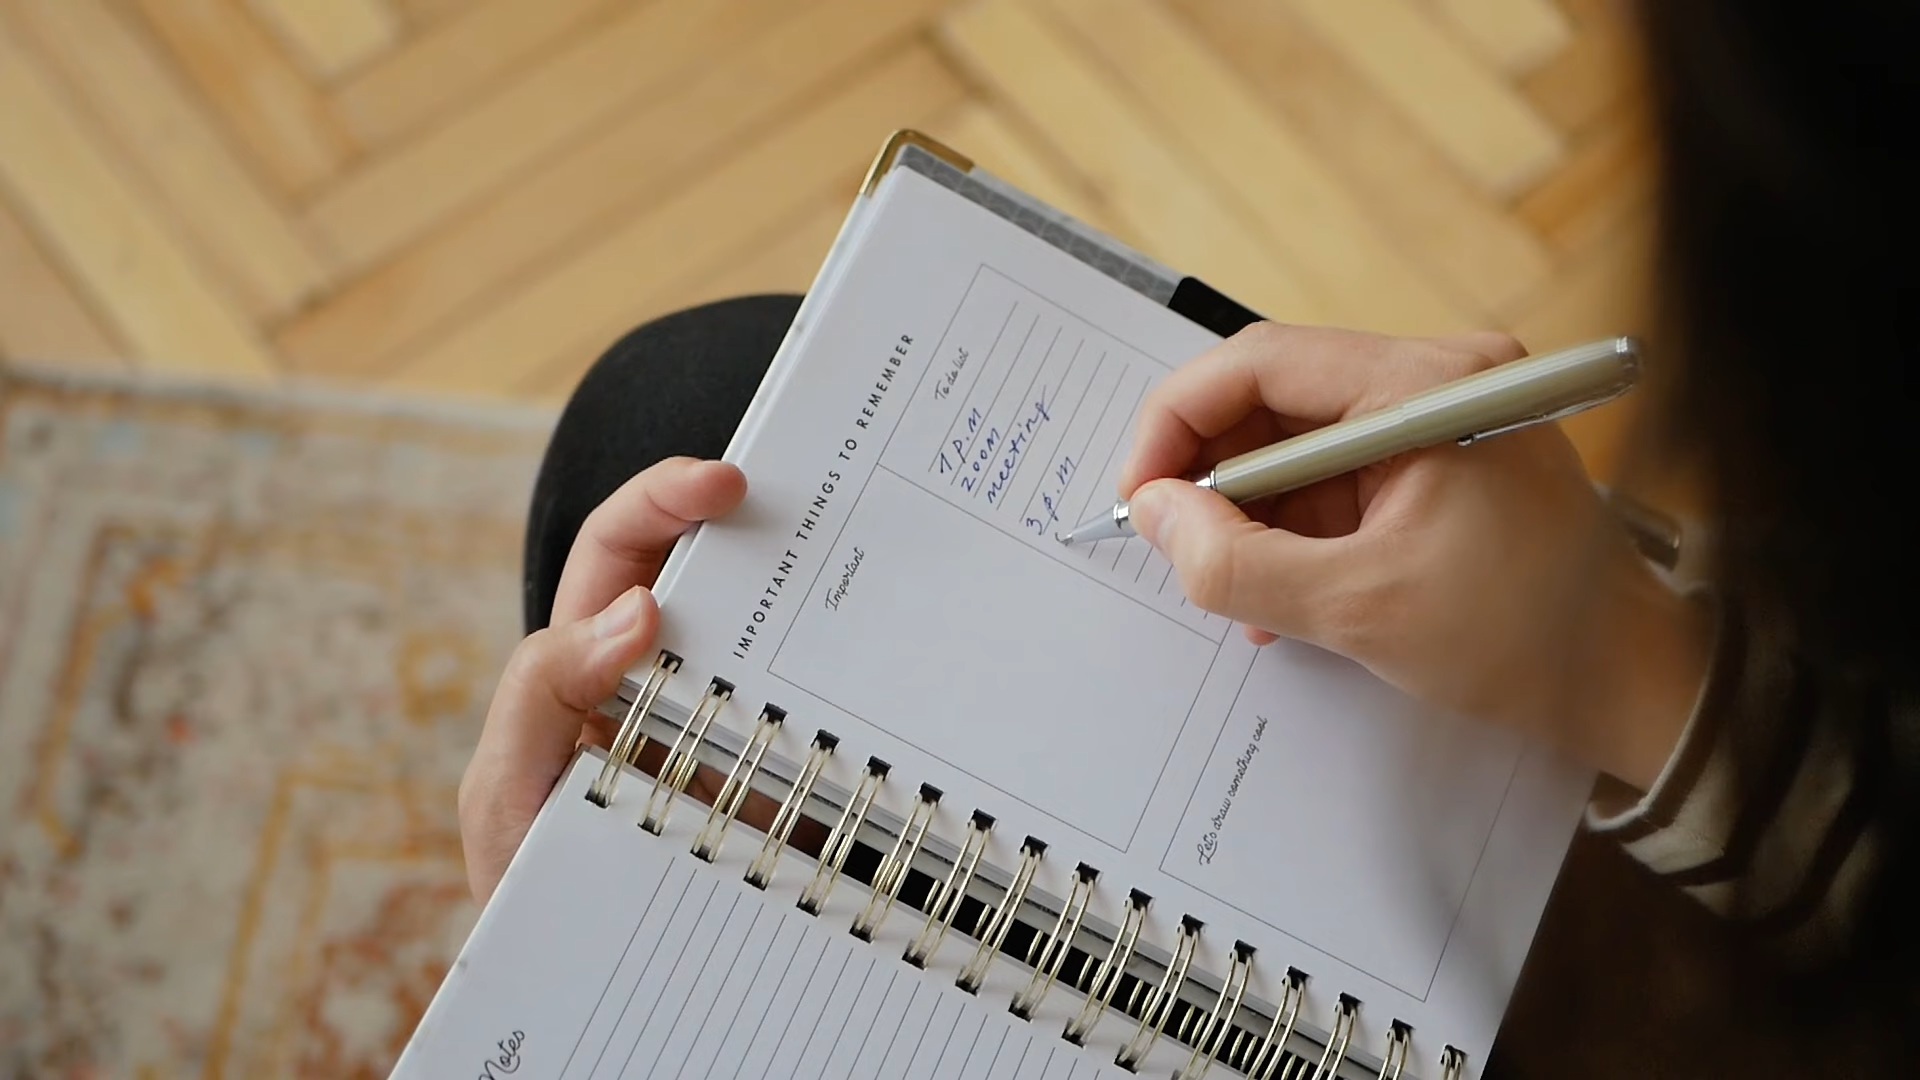 IMPORTANT THINGS TO REMEMBER
To do list
1 p.m
zoom
meeting
3 p.m
Important
Let's draw something cool
Notes